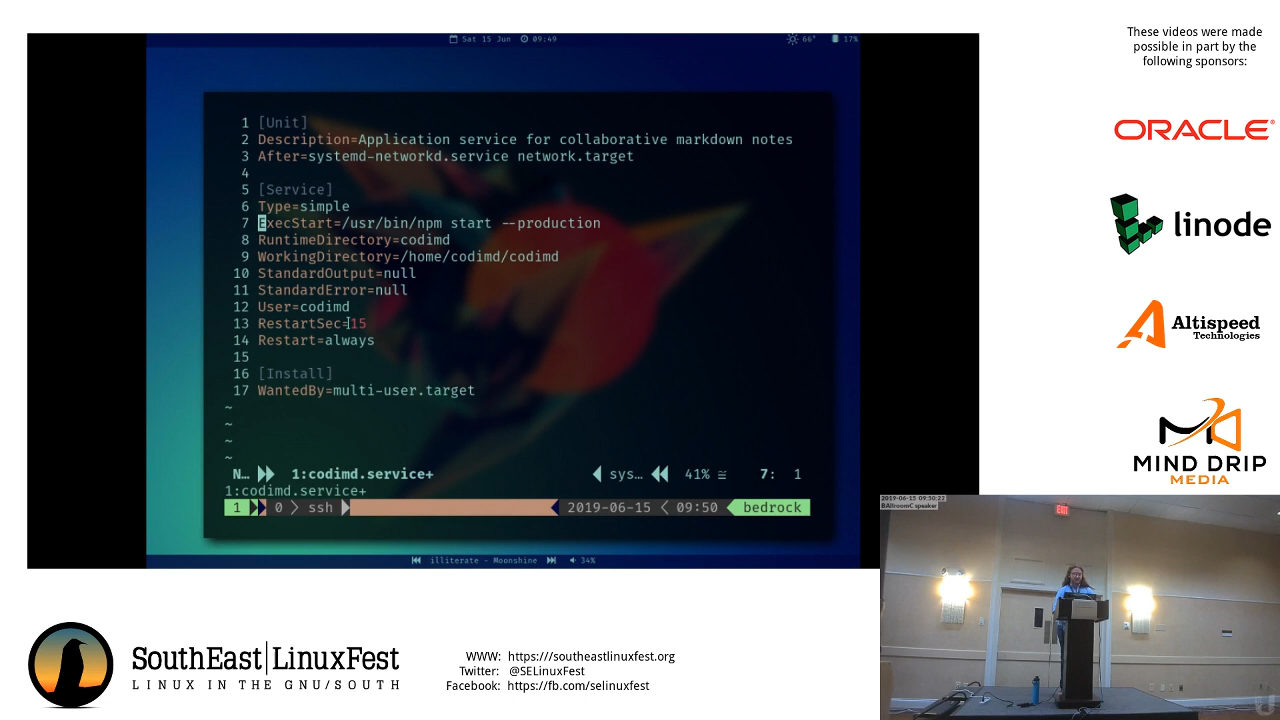 Sat 15 Jun 09:49 66° 17%
1 [Unit]
2 Description=Application service for collaborative markdown notes
3 After=systemd-networkd.service network.target
4
5 [Service]
6 Type=simple
7 ExecStart=/usr/bin/npm start --production
8 RuntimeDirectory=codimd
9 WorkingDirectory=/home/codimd/codimd
10 StandardOutput=null
11 StandardError=null
12 User=codimd
13 RestartSec=15
14 Restart=always
15
16 [Install]
17 WantedBy=multi-user.target
~
~
~
~
N… 1:codimd.service+ sys… 41% ≅ 7: 1
1:codimd.service+
1 0 ssh 2019-06-15 09:50 bedrock
illiterate - Moonshine 34%
These videos were made
possible in part by the
following sponsors:
ORACLE®
linode
Altispeed
Technologies
MIND DRIP
MEDIA
2019-06-15 09:50:22
BAllroomC speaker
EXIT
SouthEast LinuxFest
LINUX IN THE GNU/SOUTH
WWW: https:///southeastlinuxfest.org
Twitter: @SELinuxFest
Facebook: https://fb.com/selinuxfest